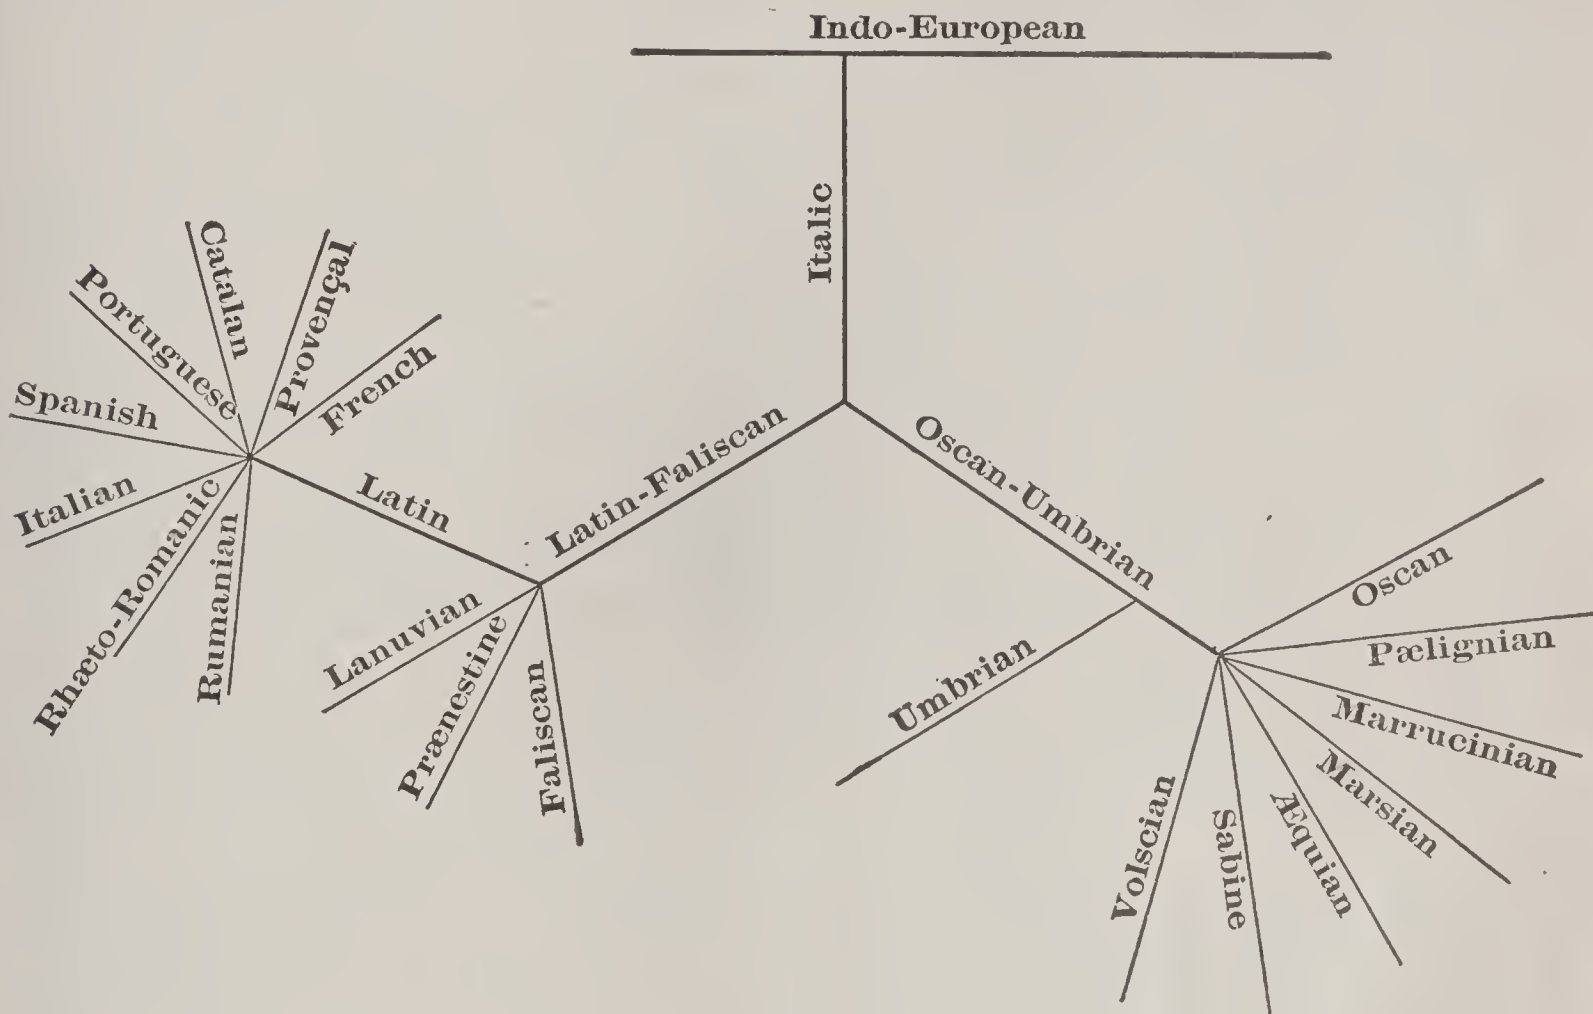 Indo-European
Italic
Catalan
Provençal
Portuguese
French
Spanish
Italian
Rhæto-Romanic
Rumanian
Latin
Latin-Faliscan
Oscan-Umbrian
Lanuvian
Prænestine
Faliscan
Umbrian
Oscan
Pælignian
Marrucinian
Marsian
Æquian
Sabine
Volscian